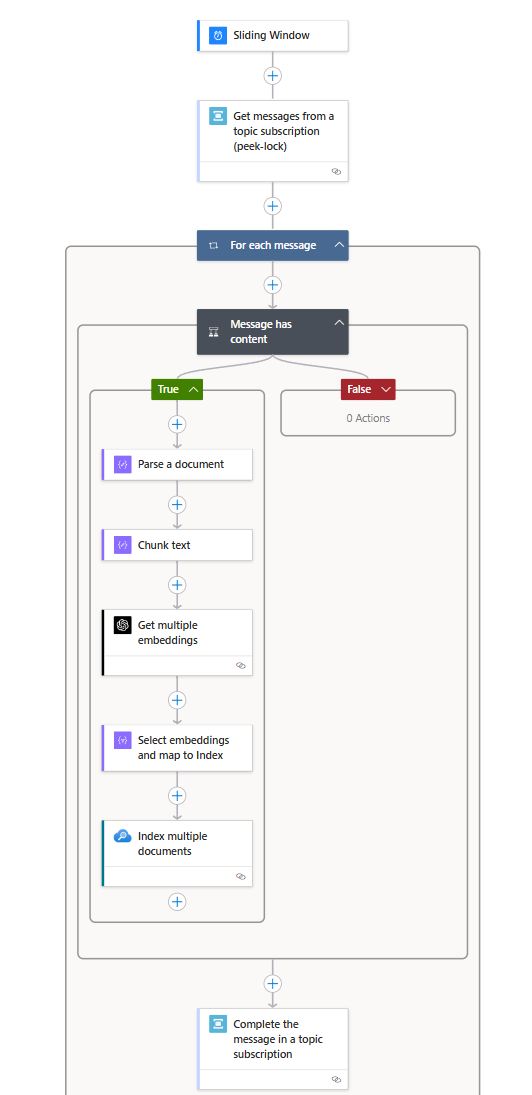 Sliding Window
Get messages from a
topic subscription
(peek-lock)
For each message
Message has
content
True
False
0 Actions
Parse a document
Chunk text
Get multiple
embeddings
Select embeddings
and map to Index
Index multiple
documents
Complete the
message in a topic
subscription